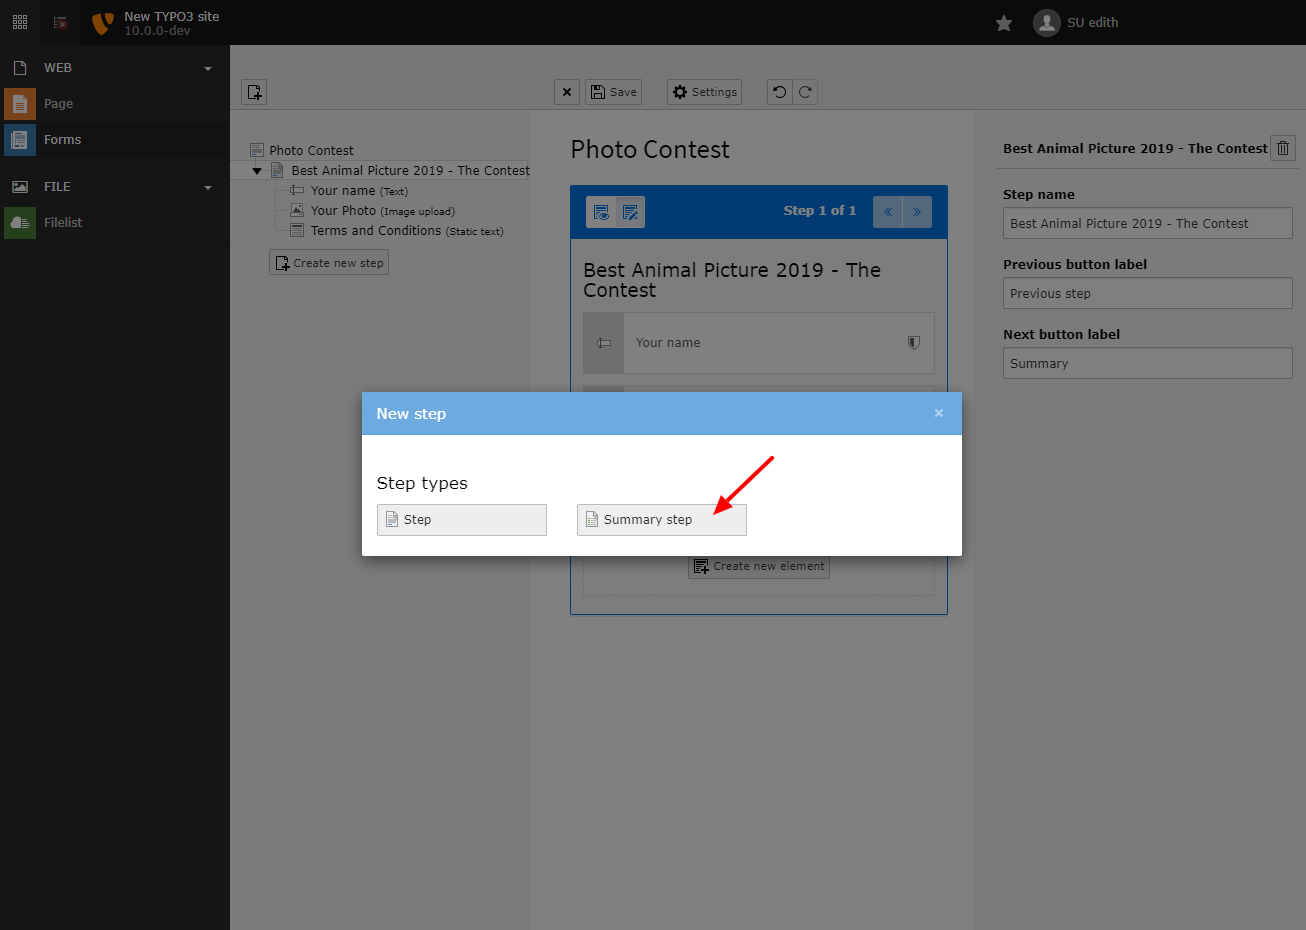 New TYPO3 site
10.0.0-dev
SU edith
WEB
Page
Forms
FILE
Filelist
Save
Settings
Photo Contest
Best Animal Picture 2019 - The Contest
Your name (Text)
Your Photo (Image upload)
Terms and Conditions (Static text)
Create new step
Photo Contest
Step 1 of 1
Best Animal Picture 2019 - The
Contest
Your name
Create new element
New step
Step types
Step
Summary step
Best Animal Picture 2019 - The Contest
Step name
Best Animal Picture 2019 - The Contest
Previous button label
Previous step
Next button label
Summary